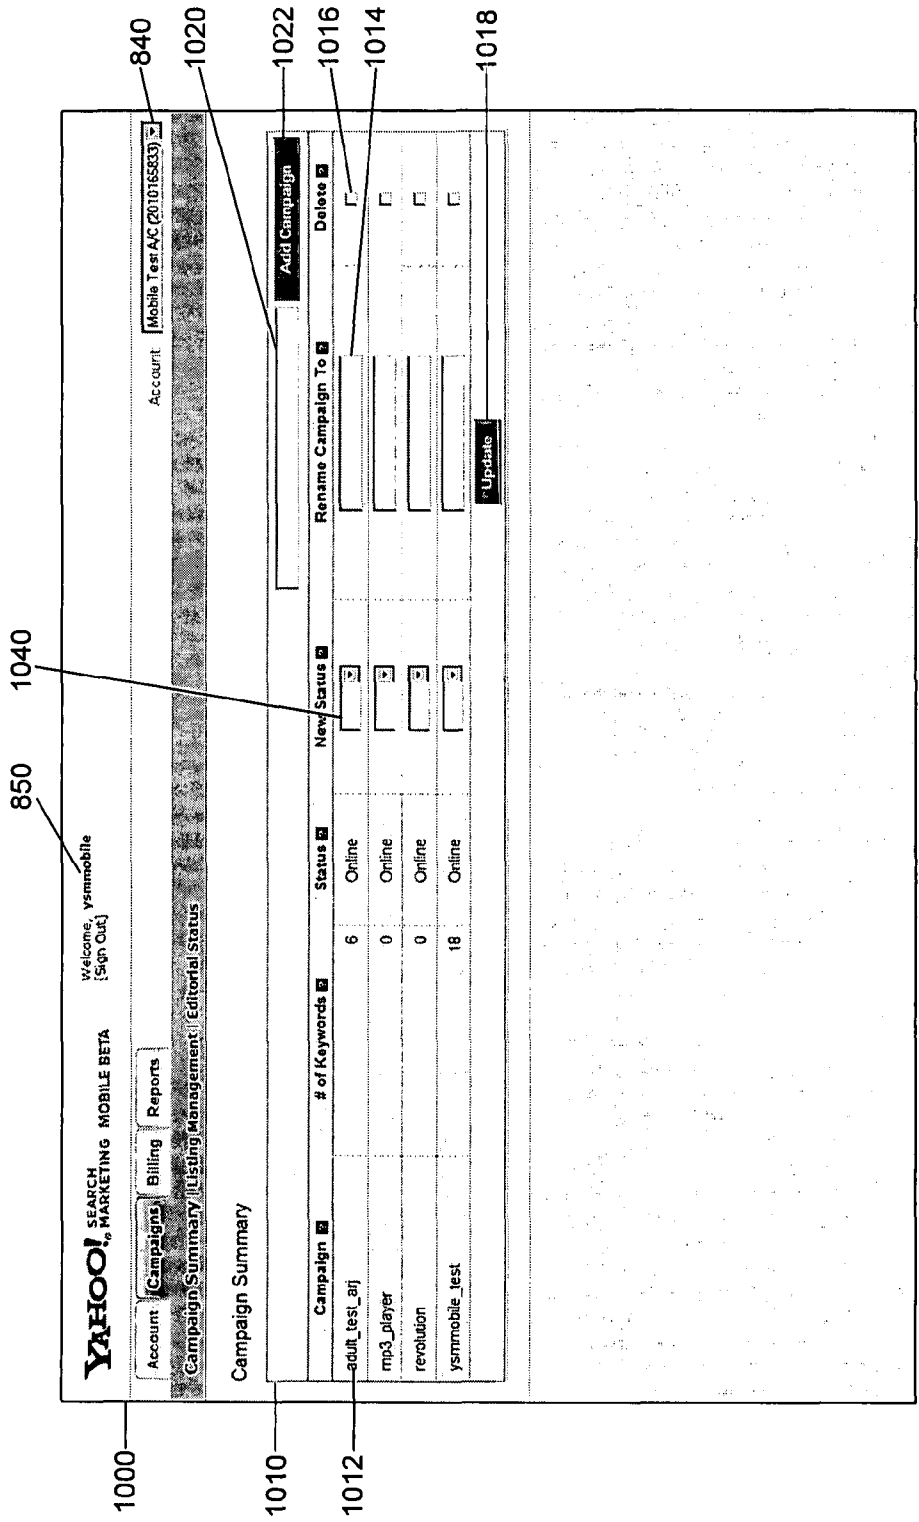 850
1040
840
1020
1022
1016
1014
1018
1000
1010
1012
YAHOO! SEARCH MARKETING MOBILE BETA
Welcome, ysmmobile
[Sign Out]
Account Campaigns Billing Reports
Account Mobile Test A/C (2010165833)
Campaign Summary | Listing Management | Editorial Status
Campaign Summary
Add Campaign
Campaign ? # of Keywords ? Status ? New Status ? Rename Campaign To ? Delete ?
adult_test_arj 6 Online
mp3_player 0 Online
revolution 0 Online
ysmmobile_test 18 Online
Update